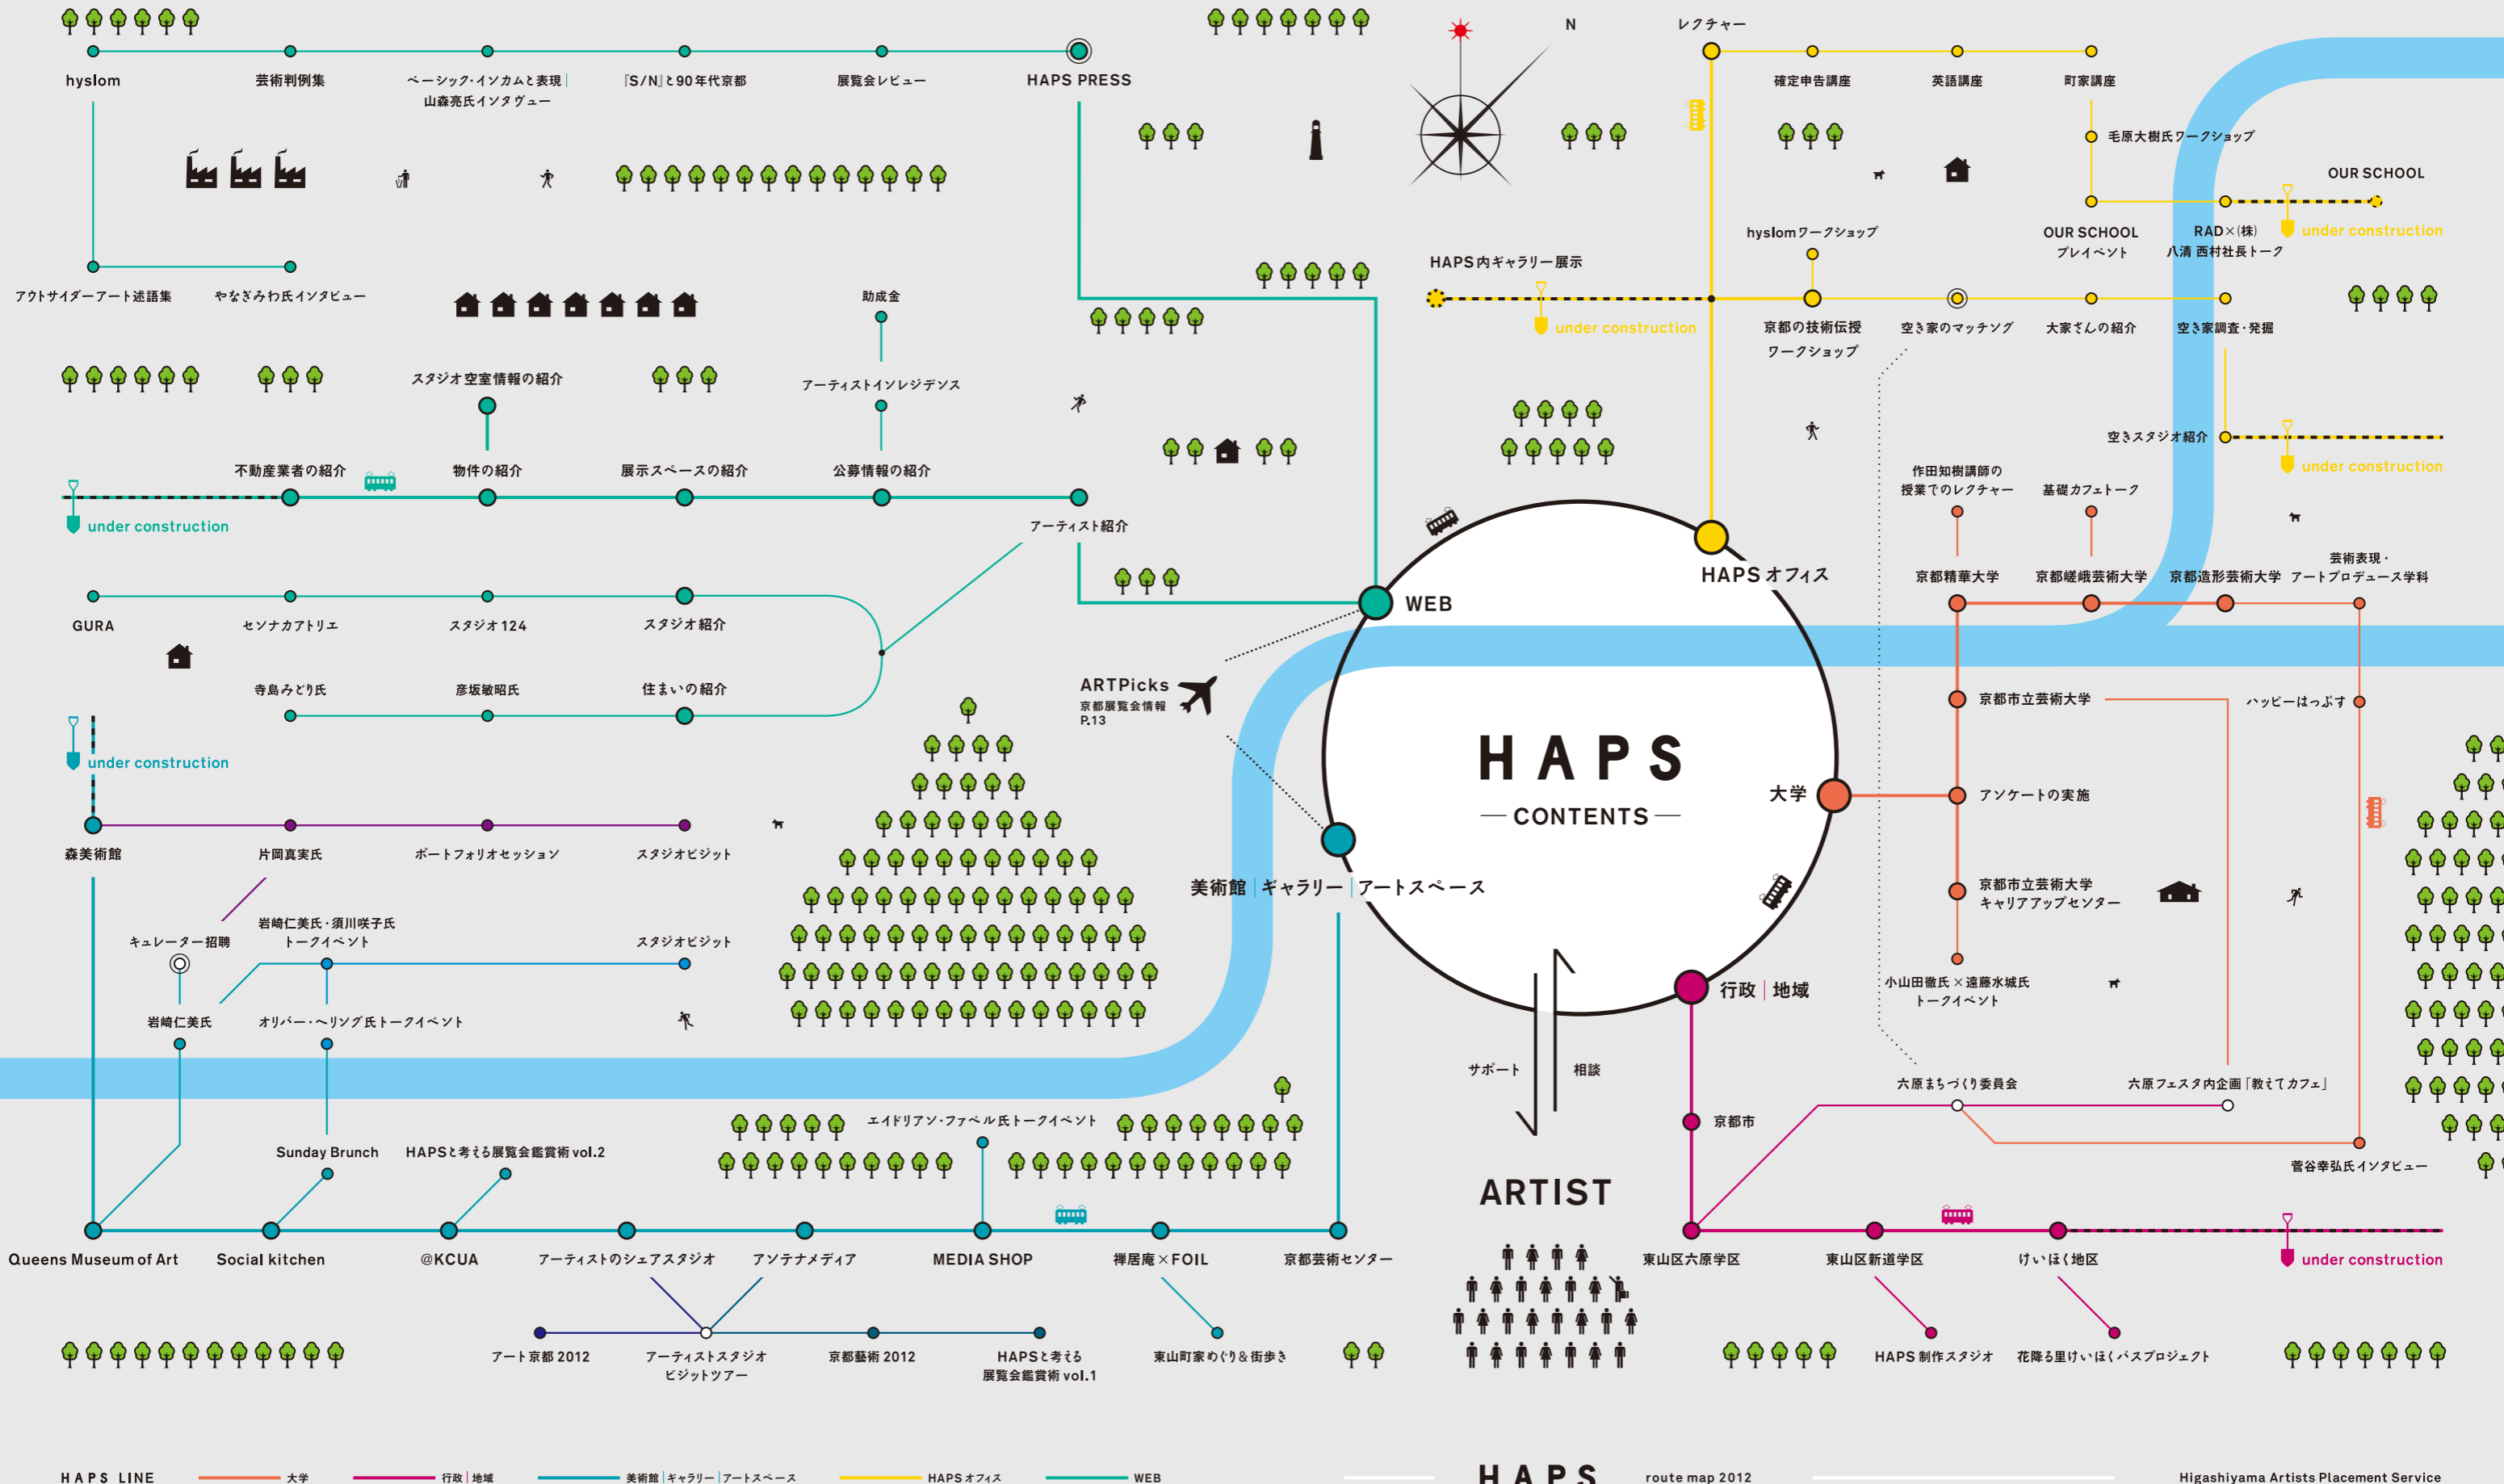 N
レクチャー
hyslom
芸術判例集
ベーシック・インカムと表現|
山森亮氏インタヴュー
『S/N』と90年代京都
展覧会レビュー
HAPS PRESS
確定申告講座
英語講座
町家講座
毛原大樹氏ワークショップ
OUR SCHOOL
under construction
OUR SCHOOL
プレイベント
RAD×(株)
八清 西村社長トーク
hyslomワークショップ
HAPS内ギャラリー展示
under construction
京都の技術伝授
ワークショップ
空き家のマッチング
大家さんの紹介
空き家調査・発掘
アウトサイダーアート述語集
やなぎみわ氏インタビュー
助成金
スタジオ空室情報の紹介
アーティストインレジデンス
空きスタジオ紹介
under construction
不動産業者の紹介
物件の紹介
展示スペースの紹介
公募情報の紹介
under construction
アーティスト紹介
作田知樹講師の
授業でのレクチャー
基礎カフェトーク
芸術表現・
アートプロデュース学科
京都精華大学
京都嵯峨芸術大学
京都造形芸術大学
HAPSオフィス
WEB
GURA
センナカアトリエ
スタジオ124
スタジオ紹介
寺島みどり氏
彦坂敏昭氏
住まいの紹介
ARTPicks
京都展覧会情報
P.13
京都市立芸術大学
ハッピーはっぷす
under construction
HAPS
CONTENTS
大学
アンケートの実施
森美術館
片岡真実氏
ポートフォリオセッション
スタジオビジット
美術館|ギャラリー|アートスペース
京都市立芸術大学
キャリアアップセンター
キュレーター招聘
岩崎仁美氏・須川咲子氏
トークイベント
スタジオビジット
行政|地域
小山田徹氏×遠藤水城氏
トークイベント
岩崎仁美氏
オリバー・ヘリング氏トークイベント
サポート
相談
六原まちづくり委員会
六原フェスタ内企画「教えてカフェ」
エイドリアン・ファベル氏トークイベント
京都市
Sunday Brunch
HAPSと考える展覧会鑑賞術 vol.2
菅谷幸弘氏インタビュー
ARTIST
Queens Museum of Art
Social kitchen
@KCUA
アーティストのシェアスタジオ
アンテナメディア
MEDIA SHOP
禅居庵×FOIL
京都芸術センター
東山区六原学区
東山区新道学区
けいほく地区
under construction
アート京都 2012
アーティストスタジオ
ビジットツアー
京都藝術 2012
HAPSと考える
展覧会鑑賞術 vol.1
東山町家めぐり&街歩き
HAPS 制作スタジオ
花降る里けいほくバスプロジェクト
HAPS LINE
大学
行政|地域
美術館|ギャラリー|アートスペース
HAPSオフィス
WEB
HAPS
route map 2012
Higashiyama Artists Placement Service